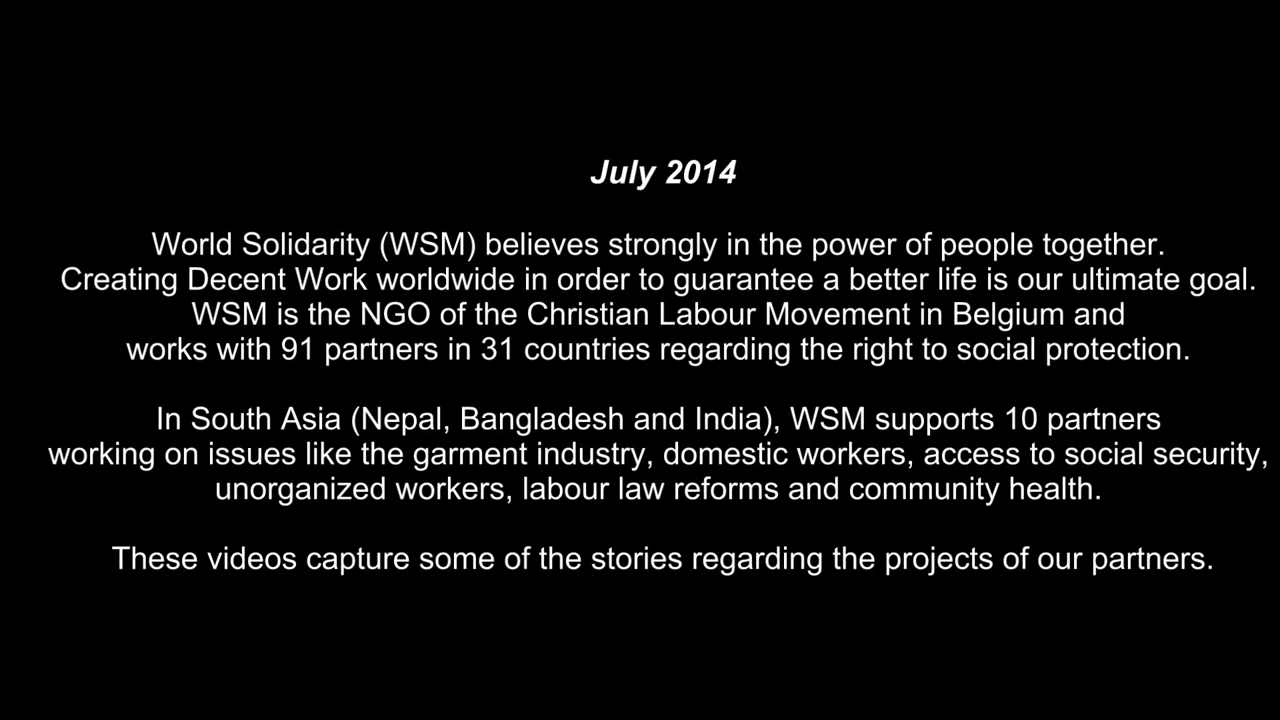 July 2014
World Solidarity (WSM) believes strongly in the power of people together.
Creating Decent Work worldwide in order to guarantee a better life is our ultimate goal.
WSM is the NGO of the Christian Labour Movement in Belgium and
works with 91 partners in 31 countries regarding the right to social protection.
In South Asia (Nepal, Bangladesh and India), WSM supports 10 partners
working on issues like the garment industry, domestic workers, access to social security,
unorganized workers, labour law reforms and community health.
These videos capture some of the stories regarding the projects of our partners.